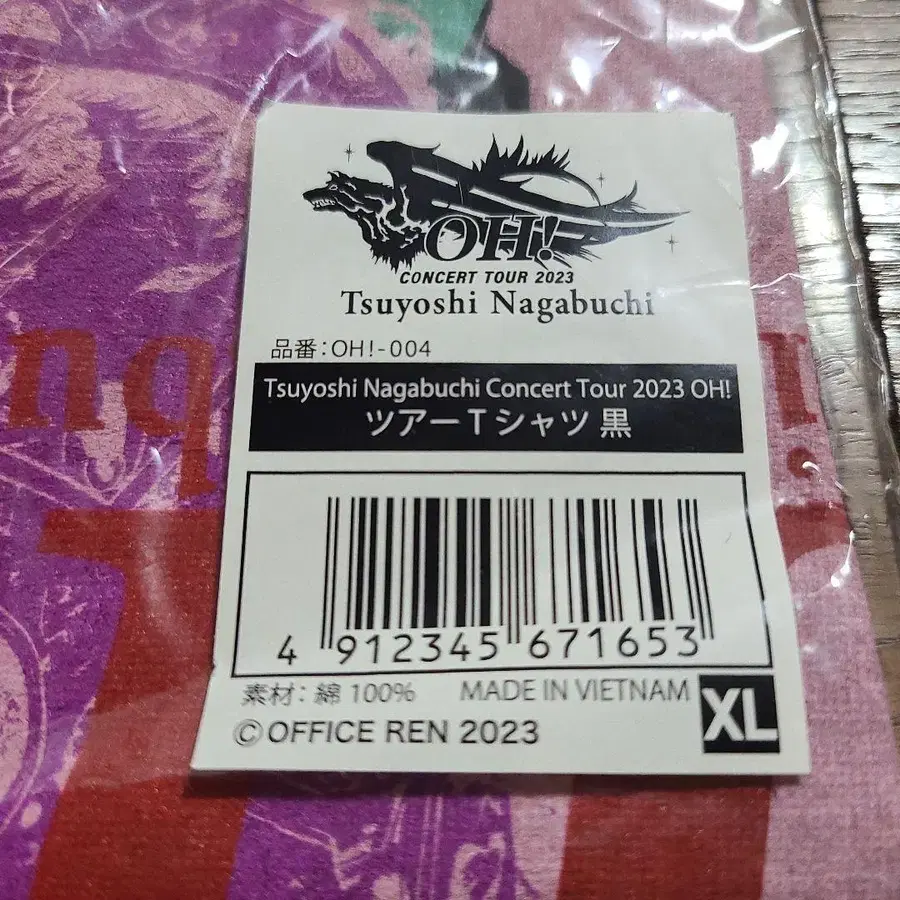 OH!
CONCERT TOUR 2023
Tsuyoshi Nagabuchi
品番:OH!-004
Tsuyoshi Nagabuchi Concert Tour 2023 OH!
ツアーTシャツ 黒
4 912345 671653
素材:綿 100% MADE IN VIETNAM XL
©OFFICE REN 2023